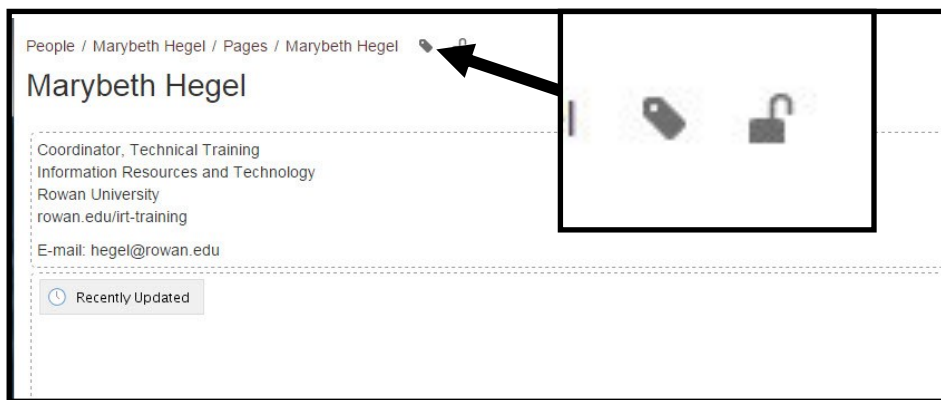 People / Marybeth Hegel / Pages / Marybeth Hegel
Marybeth Hegel
Coordinator, Technical Training
Information Resources and Technology
Rowan University
rowan.edu/irt-training
E-mail: hegel@rowan.edu
Recently Updated